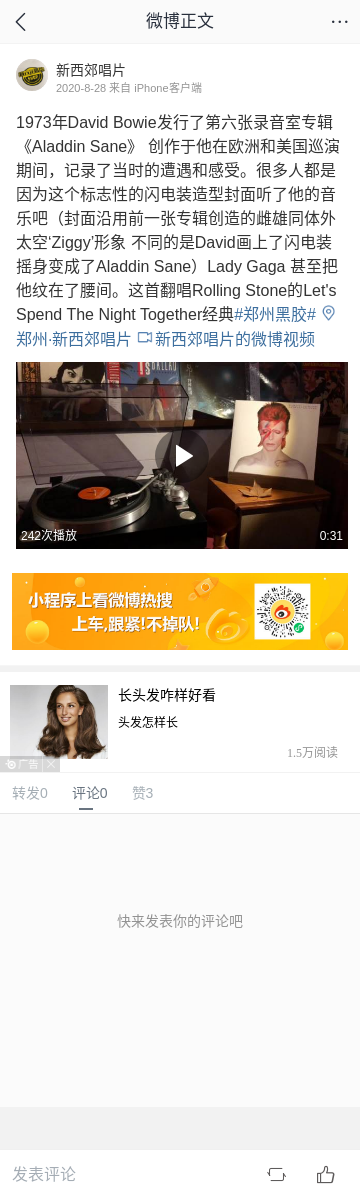 微博正文
新西郊唱片
2020-8-28 来自 iPhone客户端
1973年David Bowie发行了第六张录音室专辑
《Aladdin Sane》 创作于他在欧洲和美国巡演
期间，记录了当时的遭遇和感受。很多人都是
因为这个标志性的闪电装造型封面听了他的音
乐吧（封面沿用前一张专辑创造的雌雄同体外
太空‘Ziggy’形象 不同的是David画上了闪电装
摇身变成了Aladdin Sane）Lady Gaga 甚至把
他纹在了腰间。这首翻唱Rolling Stone的Let's
Spend The Night Together经典#郑州黑胶#
郑州·新西郊唱片 新西郊唱片的微博视频
242次播放
0:31
小程序上看微博热搜
上车,跟紧!不掉队!
长头发咋样好看
头发怎样长
1.5万阅读
广告
转发0 评论0 赞3
快来发表你的评论吧
发表评论